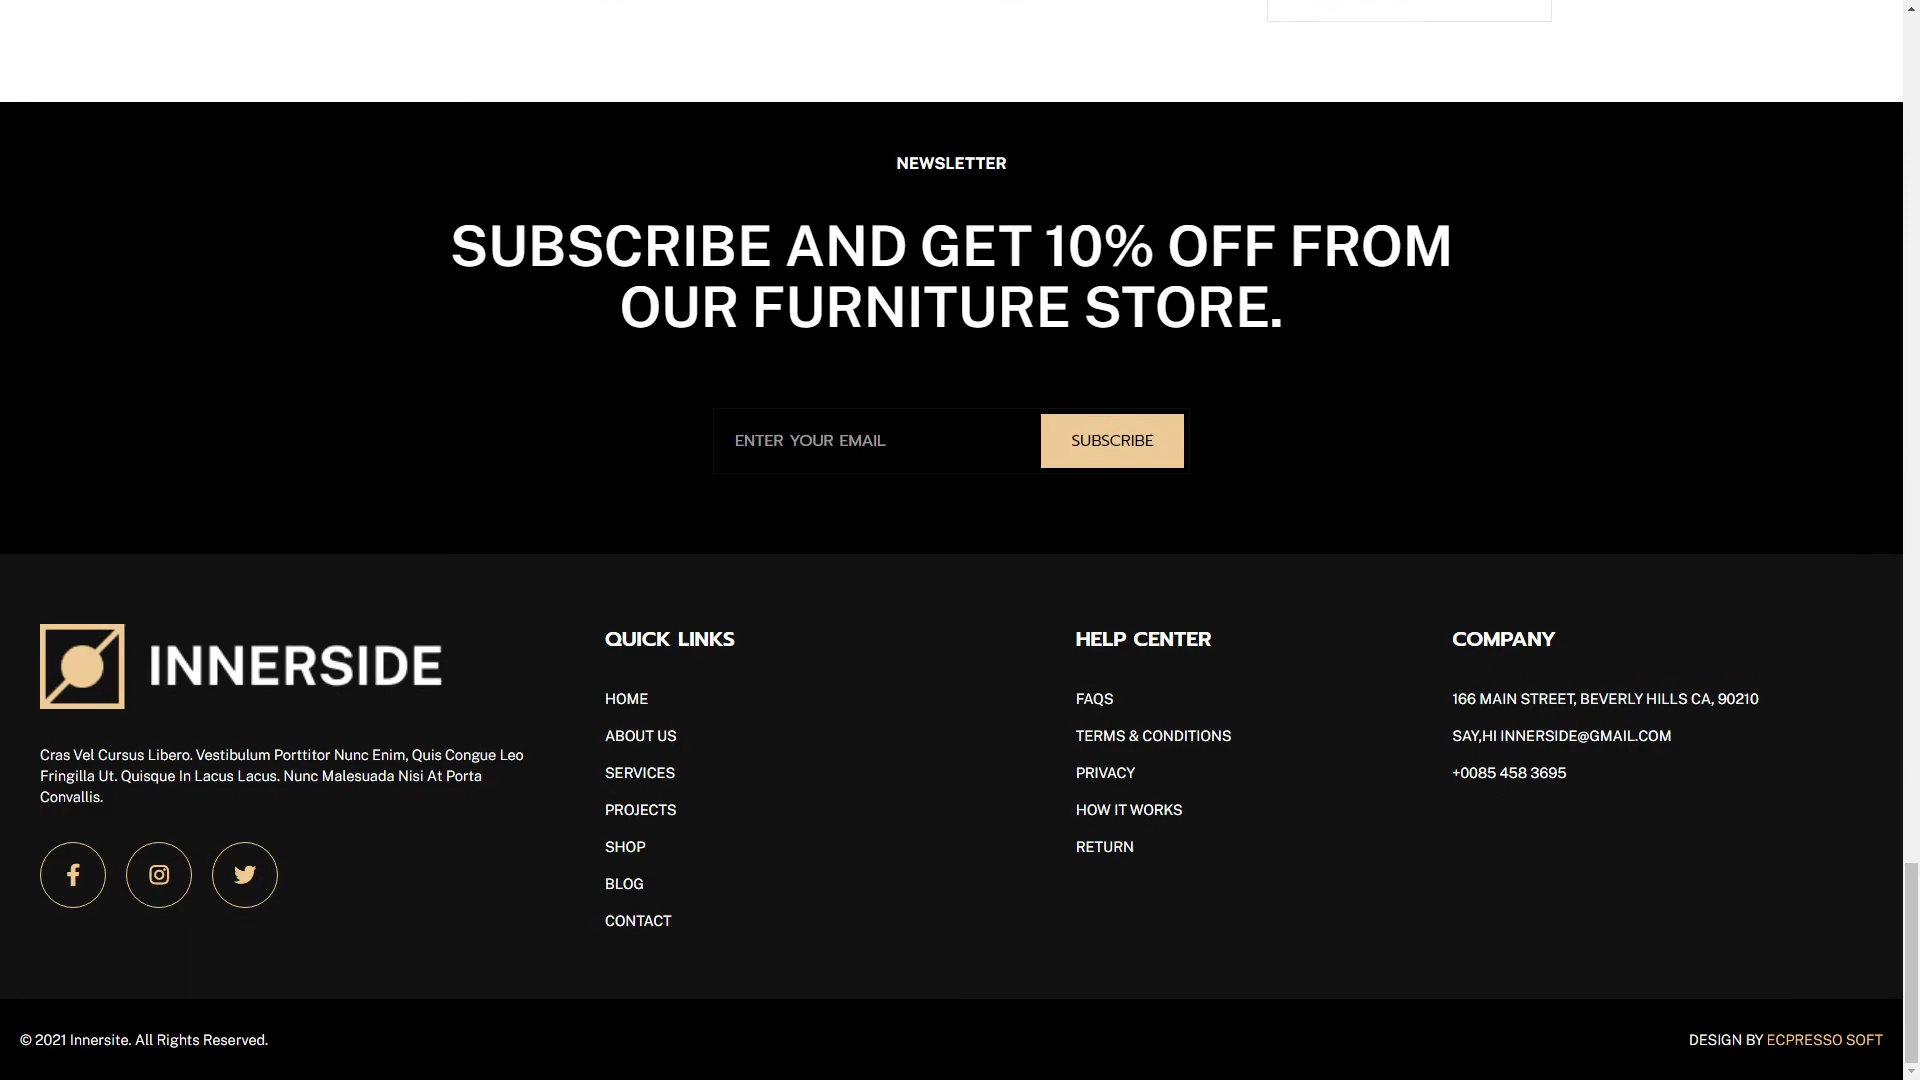 NEWSLETTER
SUBSCRIBE AND GET 10% OFF FROM
OUR FURNITURE STORE.
ENTER YOUR EMAIL
SUBSCRIBE
INNERSIDE
Cras Vel Cursus Libero. Vestibulum Porttitor Nunc Enim, Quis Congue Leo
Fringilla Ut. Quisque In Lacus Lacus. Nunc Malesuada Nisi At Porta
Convallis.
QUICK LINKS
HOME
ABOUT US
SERVICES
PROJECTS
SHOP
BLOG
CONTACT
HELP CENTER
FAQS
TERMS & CONDITIONS
PRIVACY
HOW IT WORKS
RETURN
COMPANY
166 MAIN STREET, BEVERLY HILLS CA, 90210
SAY,HI INNERSIDE@GMAIL.COM
+0085 458 3695
© 2021 Innersite. All Rights Reserved.
DESIGN BY ECPRESSO SOFT